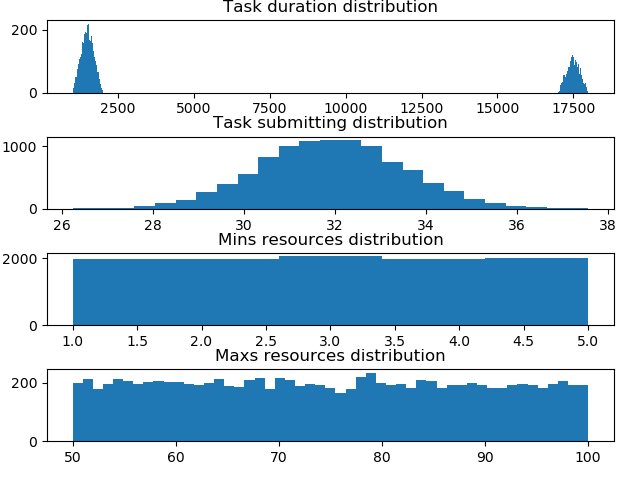 Task duration distribution
200
0
2500 5000 7500 10000 12500 15000 17500
Task submitting distribution
1000
0
26 28 30 32 34 36 38
Mins resources distribution
2000
0
1.0 1.5 2.0 2.5 3.0 3.5 4.0 4.5 5.0
Maxs resources distribution
200
0
50 60 70 80 90 100